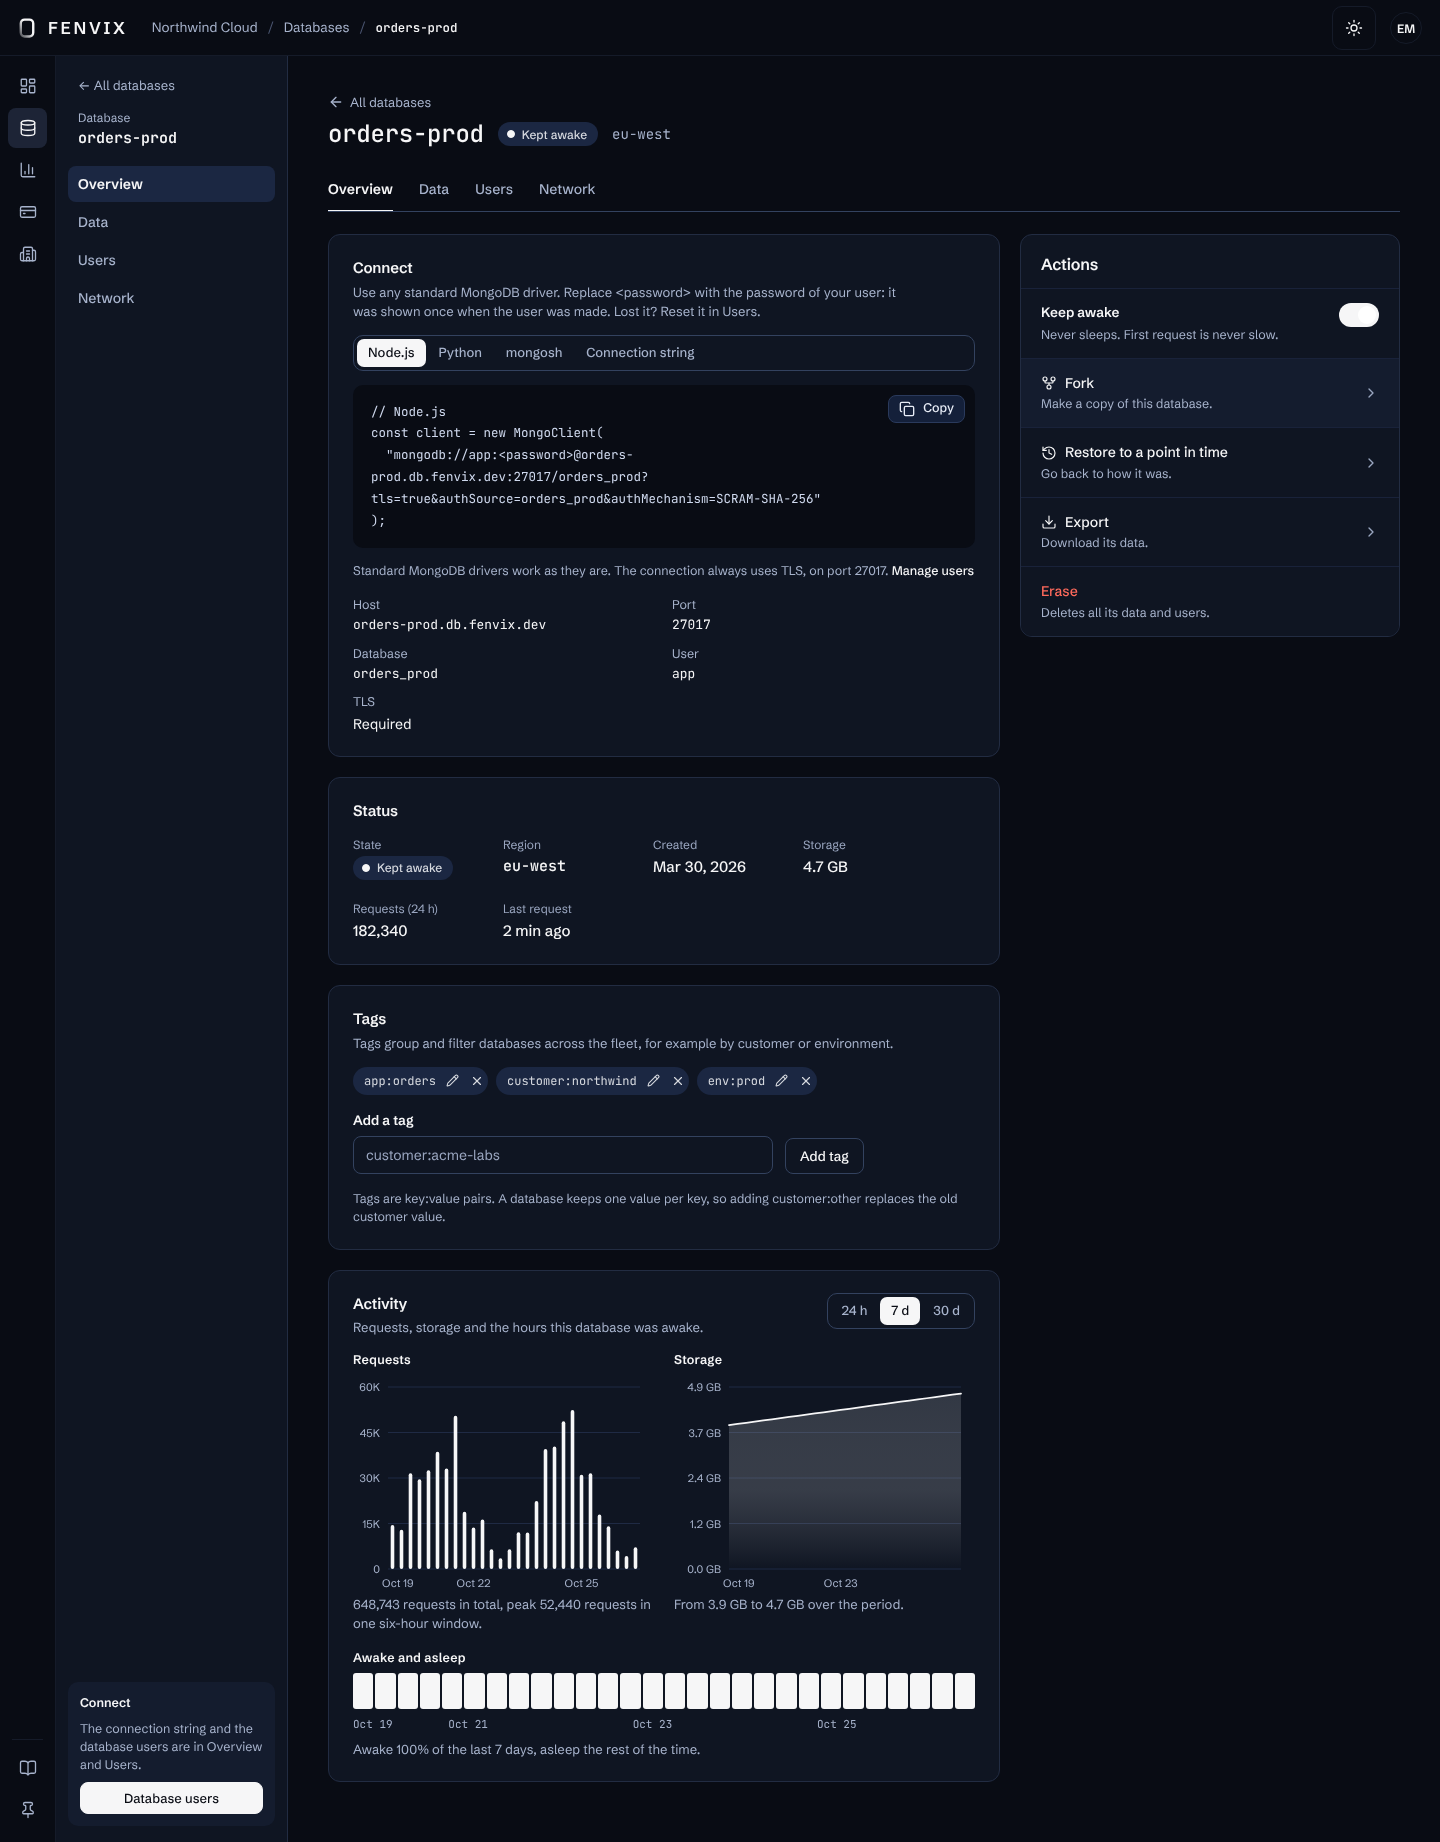 FENVIX
Northwind Cloud / Databases / orders-prod
EM
← All databases
Database
orders-prod
Overview
Data
Users
Network
Connect
The connection string and the
database users are in Overview
and Users.
Database users
← All databases
orders-prod
Kept awake
eu-west
Overview
Data
Users
Network
Connect
Use any standard MongoDB driver. Replace <password> with the password of your user: it
was shown once when the user was made. Lost it? Reset it in Users.
Node.js
Python
mongosh
Connection string
Copy
// Node.js
const client = new MongoClient(
"mongodb://app:<password>@orders-
prod.db.fenvix.dev:27017/orders_prod?
tls=true&authSource=orders_prod&authMechanism=SCRAM-SHA-256"
);
Standard MongoDB drivers work as they are. The connection always uses TLS, on port 27017. Manage users
Host
orders-prod.db.fenvix.dev
Port
27017
Database
orders_prod
User
app
TLS
Required
Status
State
Kept awake
Region
eu-west
Created
Mar 30, 2026
Storage
4.7 GB
Requests (24 h)
182,340
Last request
2 min ago
Tags
Tags group and filter databases across the fleet, for example by customer or environment.
app:orders
customer:northwind
env:prod
Add a tag
customer:acme-labs
Add tag
Tags are key:value pairs. A database keeps one value per key, so adding customer:other replaces the old
customer value.
Activity
Requests, storage and the hours this database was awake.
24 h
7 d
30 d
Requests
60K
45K
30K
15K
0
Oct 19
Oct 22
Oct 25
648,743 requests in total, peak 52,440 requests in
one six-hour window.
Storage
4.9 GB
3.7 GB
2.4 GB
1.2 GB
0.0 GB
Oct 19
Oct 23
From 3.9 GB to 4.7 GB over the period.
Awake and asleep
Oct 19
Oct 21
Oct 23
Oct 25
Awake 100% of the last 7 days, asleep the rest of the time.
Actions
Keep awake
Never sleeps. First request is never slow.
Fork
Make a copy of this database.
Restore to a point in time
Go back to how it was.
Export
Download its data.
Erase
Deletes all its data and users.